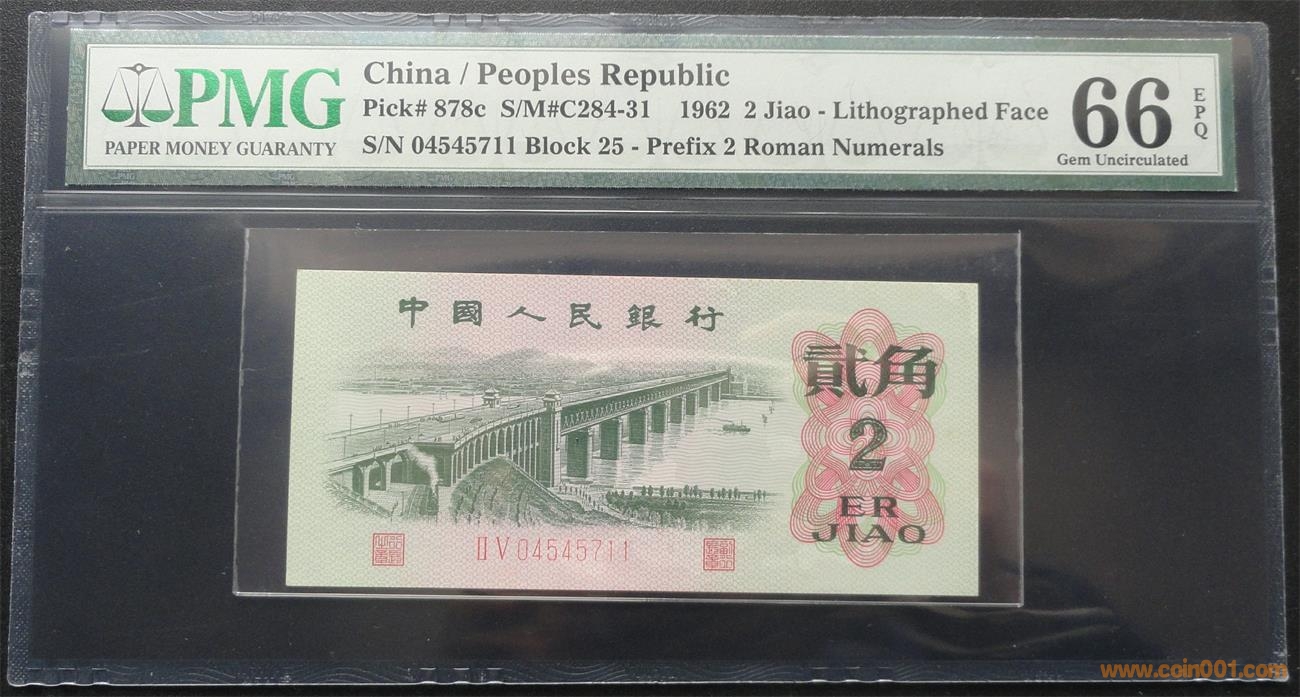 PMG
PAPER MONEY GUARANTY
China / Peoples Republic
Pick# 878c S/M#C284-31 1962 2 Jiao - Lithographed Face
S/N 04545711 Block 25 - Prefix 2 Roman Numerals
66
EPQ
Gem Uncirculated
中國人民銀行
貳角
2
ER
JIAO
ⅡⅤ04545711
www.coin001.com